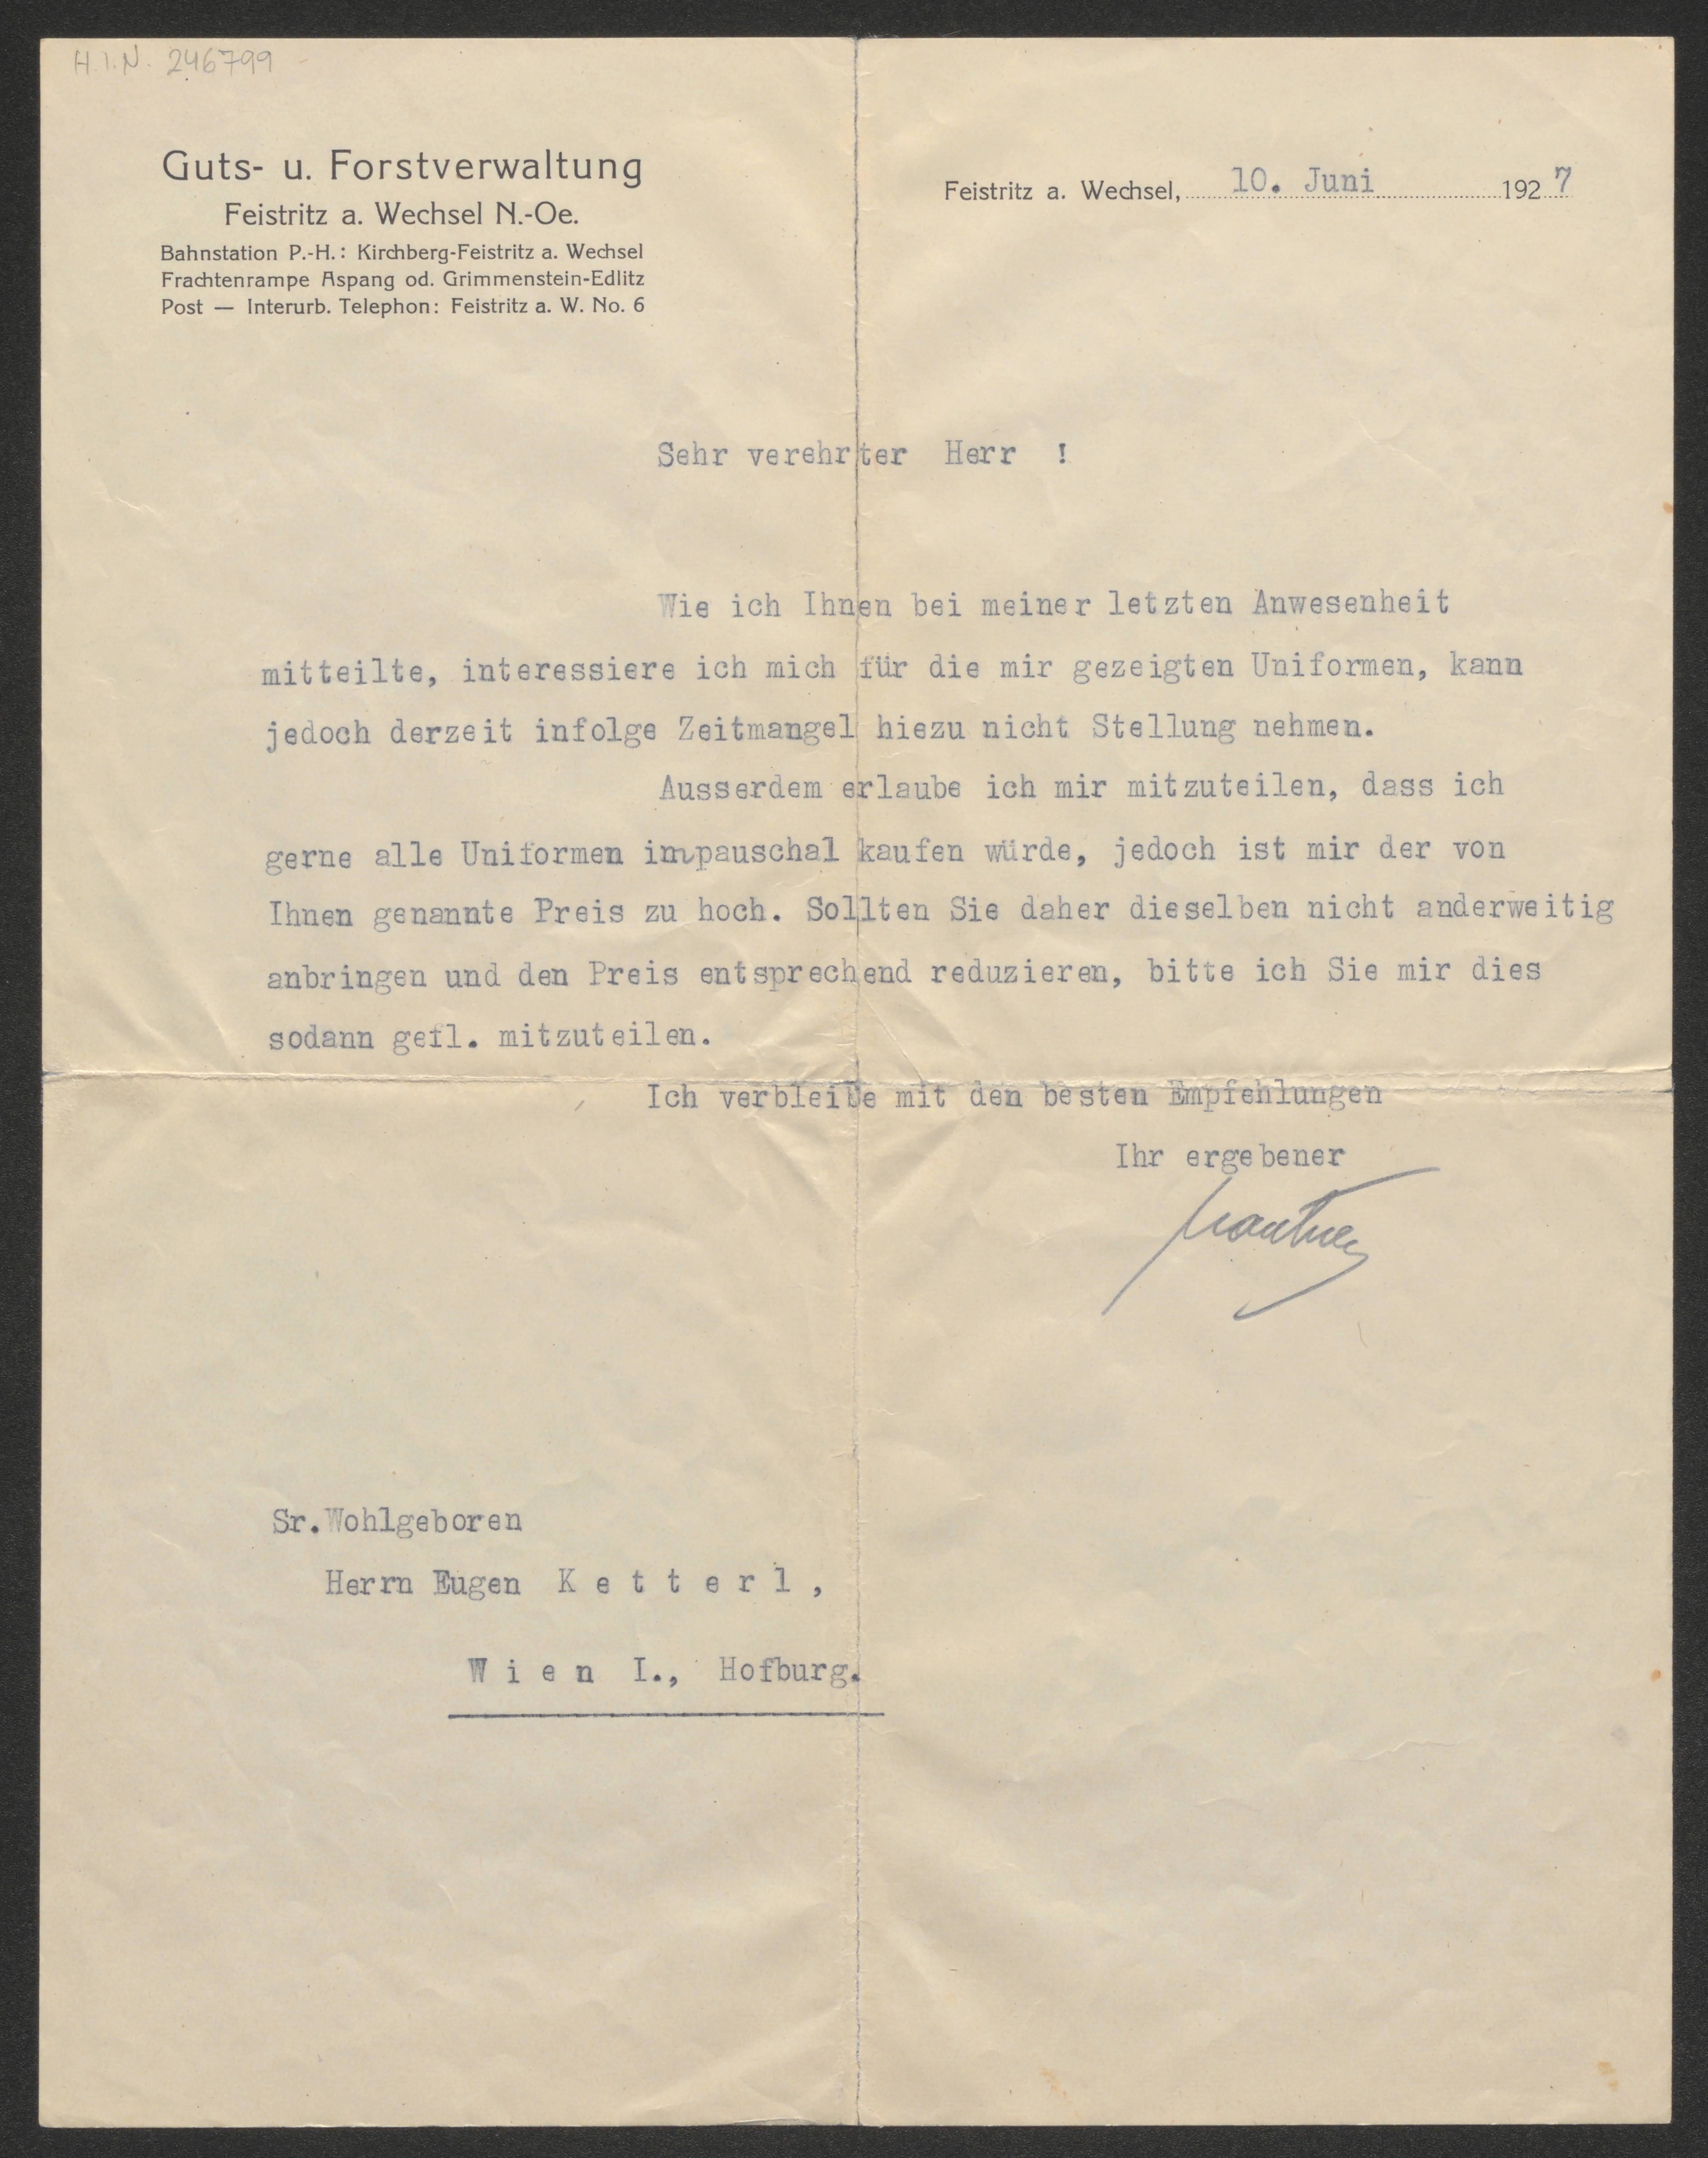 H.I.N. 246799
Guts- u. Forstverwaltung
Feistritz a. Wechsel N.-Oe.
Bahnstation P.-H.: Kirchberg-Feistritz a. Wechsel
Frachtenrampe Aspang od. Grimmenstein-Edlitz
Post — Interurb. Telephon: Feistritz a. W. No. 6
Feistritz a. Wechsel, 10. Juni 1927
Sehr verehrter Herr !
Wie ich Ihnen bei meiner letzten Anwesenheit
mitteilte, interessiere ich mich für die mir gezeigten Uniformen, kann
jedoch derzeit infolge Zeitmangel hiezu nicht Stellung nehmen.
Ausserdem erlaube ich mir mitzuteilen, dass ich
gerne alle Uniformen im pauschal kaufen würde, jedoch ist mir der von
Ihnen genannte Preis zu hoch. Sollten Sie daher dieselben nicht anderweitig
anbringen und den Preis entsprechend reduzieren, bitte ich Sie mir dies
sodann gefl. mitzuteilen.
Ich verbleibe mit den besten Empfehlungen
Ihr ergebener
Sr.Wohlgeboren
Herrn Eugen K e t t e r l ,
W i e n I., Hofburg.